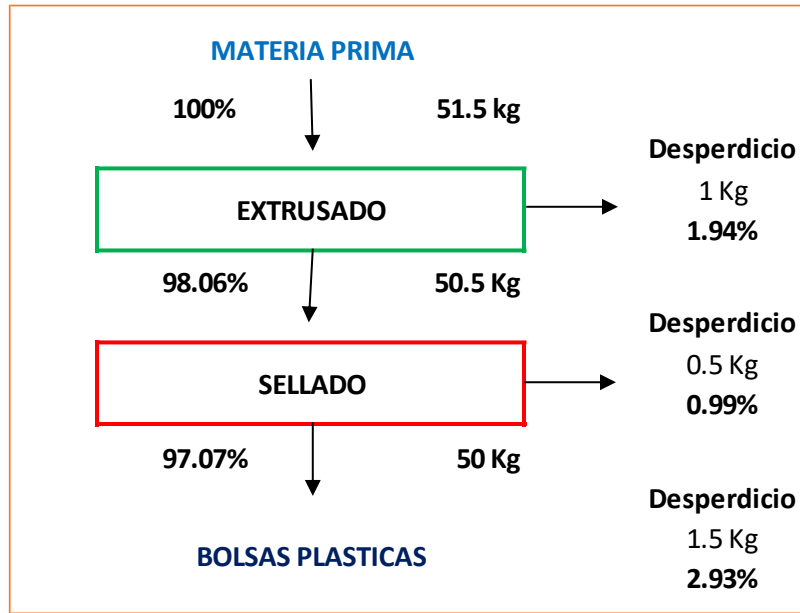 MATERIA PRIMA
100% 51.5 kg
Desperdicio
1 Kg
1.94%
EXTRUSADO
98.06% 50.5 Kg
Desperdicio
0.5 Kg
0.99%
SELLADO
97.07% 50 Kg
Desperdicio
1.5 Kg
2.93%
BOLSAS PLASTICAS